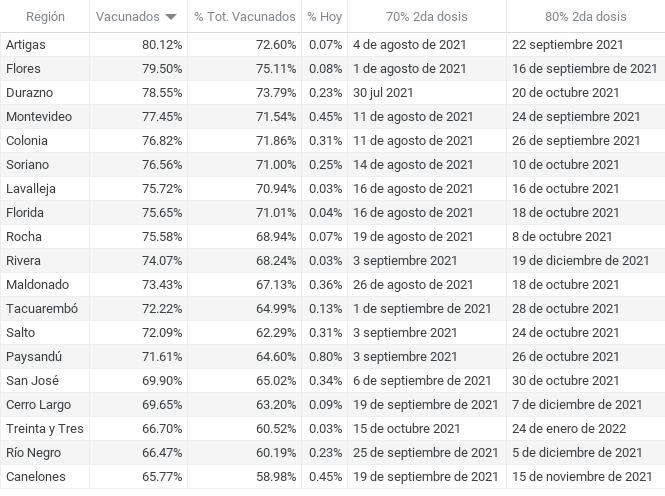 Región Vacunados % Tot. Vacunados % Hoy 70% 2da dosis 80% 2da dosis
Artigas 80.12% 72.60% 0.07% 4 de agosto de 2021 22 septiembre 2021
Flores 79.50% 75.11% 0.08% 1 de agosto de 2021 16 de septiembre de 2021
Durazno 78.55% 73.79% 0.23% 30 jul 2021 20 de octubre 2021
Montevideo 77.45% 71.54% 0.45% 11 de agosto de 2021 24 de septiembre 2021
Colonia 76.82% 71.86% 0.31% 11 de agosto de 2021 26 de septiembre 2021
Soriano 76.56% 71.00% 0.25% 14 de agosto de 2021 10 de octubre 2021
Lavalleja 75.72% 70.94% 0.03% 16 de agosto de 2021 16 de octubre 2021
Florida 75.65% 71.01% 0.04% 16 de agosto de 2021 18 de octubre 2021
Rocha 75.58% 68.94% 0.07% 19 de agosto de 2021 8 de octubre 2021
Rivera 74.07% 68.24% 0.03% 3 septiembre 2021 19 de diciembre de 2021
Maldonado 73.43% 67.13% 0.36% 26 de agosto de 2021 18 de octubre 2021
Tacuarembó 72.22% 64.99% 0.13% 1 de septiembre de 2021 28 de octubre 2021
Salto 72.09% 62.29% 0.31% 3 septiembre 2021 24 de octubre 2021
Paysandú 71.61% 64.60% 0.80% 3 septiembre 2021 26 de octubre 2021
San José 69.90% 65.02% 0.34% 6 de septiembre de 2021 30 de octubre 2021
Cerro Largo 69.65% 63.20% 0.09% 19 de septiembre de 2021 7 de diciembre de 2021
Treinta y Tres 66.70% 60.52% 0.03% 15 de octubre 2021 24 de enero de 2022
Río Negro 66.47% 60.19% 0.23% 25 de septiembre de 2021 5 de diciembre de 2021
Canelones 65.77% 58.98% 0.45% 19 de septiembre de 2021 15 de noviembre de 2021